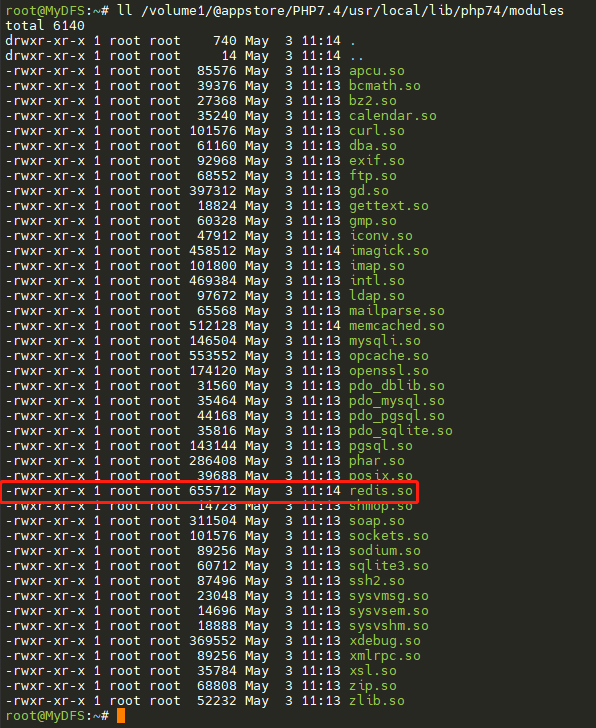 root@MyDFS:~# ll /volume1/@appstore/PHP7.4/usr/local/lib/php74/modules
total 6140
drwxr-xr-x 1 root root    740 May  3 11:14 .
drwxr-xr-x 1 root root     14 May  3 11:14 ..
-rwxr-xr-x 1 root root  85576 May  3 11:13 apcu.so
-rwxr-xr-x 1 root root  39376 May  3 11:13 bcmath.so
-rwxr-xr-x 1 root root  27368 May  3 11:13 bz2.so
-rwxr-xr-x 1 root root  35240 May  3 11:13 calendar.so
-rwxr-xr-x 1 root root 101576 May  3 11:13 curl.so
-rwxr-xr-x 1 root root  61160 May  3 11:13 dba.so
-rwxr-xr-x 1 root root  92968 May  3 11:13 exif.so
-rwxr-xr-x 1 root root  68552 May  3 11:13 ftp.so
-rwxr-xr-x 1 root root 397312 May  3 11:13 gd.so
-rwxr-xr-x 1 root root  18824 May  3 11:13 gettext.so
-rwxr-xr-x 1 root root  60328 May  3 11:13 gmp.so
-rwxr-xr-x 1 root root  47912 May  3 11:13 iconv.so
-rwxr-xr-x 1 root root 458512 May  3 11:14 imagick.so
-rwxr-xr-x 1 root root 101800 May  3 11:13 imap.so
-rwxr-xr-x 1 root root 469384 May  3 11:13 intl.so
-rwxr-xr-x 1 root root  97672 May  3 11:13 ldap.so
-rwxr-xr-x 1 root root  65568 May  3 11:13 mailparse.so
-rwxr-xr-x 1 root root 512128 May  3 11:14 memcached.so
-rwxr-xr-x 1 root root 146504 May  3 11:13 mysqli.so
-rwxr-xr-x 1 root root 553552 May  3 11:13 opcache.so
-rwxr-xr-x 1 root root 174120 May  3 11:13 openssl.so
-rwxr-xr-x 1 root root  31560 May  3 11:13 pdo_dblib.so
-rwxr-xr-x 1 root root  35464 May  3 11:13 pdo_mysql.so
-rwxr-xr-x 1 root root  44168 May  3 11:13 pdo_pgsql.so
-rwxr-xr-x 1 root root  35816 May  3 11:13 pdo_sqlite.so
-rwxr-xr-x 1 root root 143144 May  3 11:13 pgsql.so
-rwxr-xr-x 1 root root 286408 May  3 11:13 phar.so
-rwxr-xr-x 1 root root  39688 May  3 11:13 posix.so
-rwxr-xr-x 1 root root 655712 May  3 11:14 redis.so
-rwxr-xr-x 1 root root  14728 May  3 11:13 shmop.so
-rwxr-xr-x 1 root root 311504 May  3 11:13 soap.so
-rwxr-xr-x 1 root root 101576 May  3 11:13 sockets.so
-rwxr-xr-x 1 root root  89256 May  3 11:13 sodium.so
-rwxr-xr-x 1 root root  60712 May  3 11:13 sqlite3.so
-rwxr-xr-x 1 root root  87496 May  3 11:13 ssh2.so
-rwxr-xr-x 1 root root  23048 May  3 11:13 sysvmsg.so
-rwxr-xr-x 1 root root  14696 May  3 11:13 sysvsem.so
-rwxr-xr-x 1 root root  18888 May  3 11:13 sysvshm.so
-rwxr-xr-x 1 root root 369552 May  3 11:13 xdebug.so
-rwxr-xr-x 1 root root  89256 May  3 11:13 xmlrpc.so
-rwxr-xr-x 1 root root  35784 May  3 11:13 xsl.so
-rwxr-xr-x 1 root root  68808 May  3 11:13 zip.so
-rwxr-xr-x 1 root root  52232 May  3 11:13 zlib.so
root@MyDFS:~#